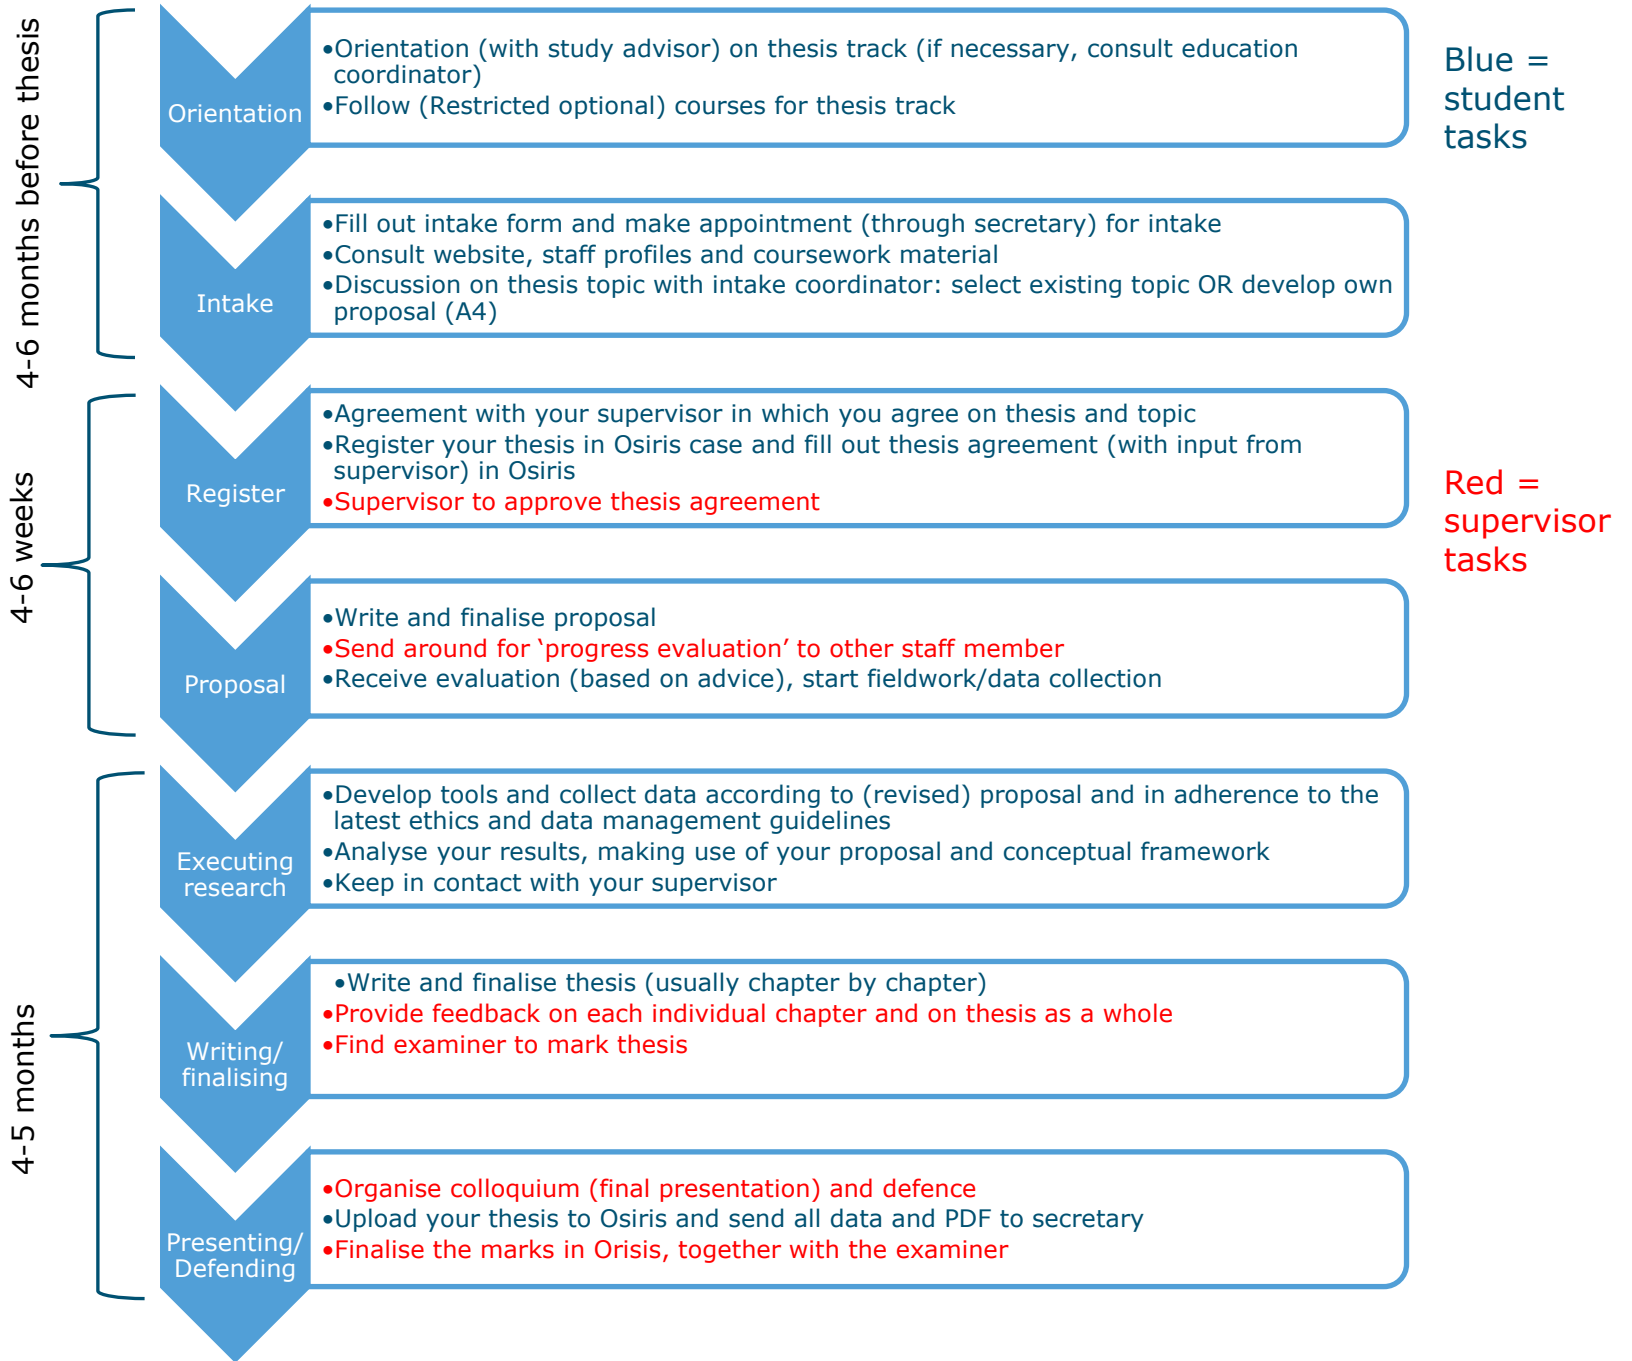 4-6 months before thesis
Orientation
•Orientation (with study advisor) on thesis track (if necessary, consult education
coordinator)
•Follow (Restricted optional) courses for thesis track
Blue =
student
tasks
Intake
•Fill out intake form and make appointment (through secretary) for intake
•Consult website, staff profiles and coursework material
•Discussion on thesis topic with intake coordinator: select existing topic OR develop own
proposal (A4)
4-6 weeks
Register
•Agreement with your supervisor in which you agree on thesis and topic
•Register your thesis in Osiris case and fill out thesis agreement (with input from
supervisor) in Osiris
•Supervisor to approve thesis agreement
Red =
supervisor
tasks
Proposal
•Write and finalise proposal
•Send around for ‘progress evaluation’ to other staff member
•Receive evaluation (based on advice), start fieldwork/data collection
4-5 months
Executing
research
•Develop tools and collect data according to (revised) proposal and in adherence to the
latest ethics and data management guidelines
•Analyse your results, making use of your proposal and conceptual framework
•Keep in contact with your supervisor
Writing/
finalising
•Write and finalise thesis (usually chapter by chapter)
•Provide feedback on each individual chapter and on thesis as a whole
•Find examiner to mark thesis
Presenting/
Defending
•Organise colloquium (final presentation) and defence
•Upload your thesis to Osiris and send all data and PDF to secretary
•Finalise the marks in Orisis, together with the examiner